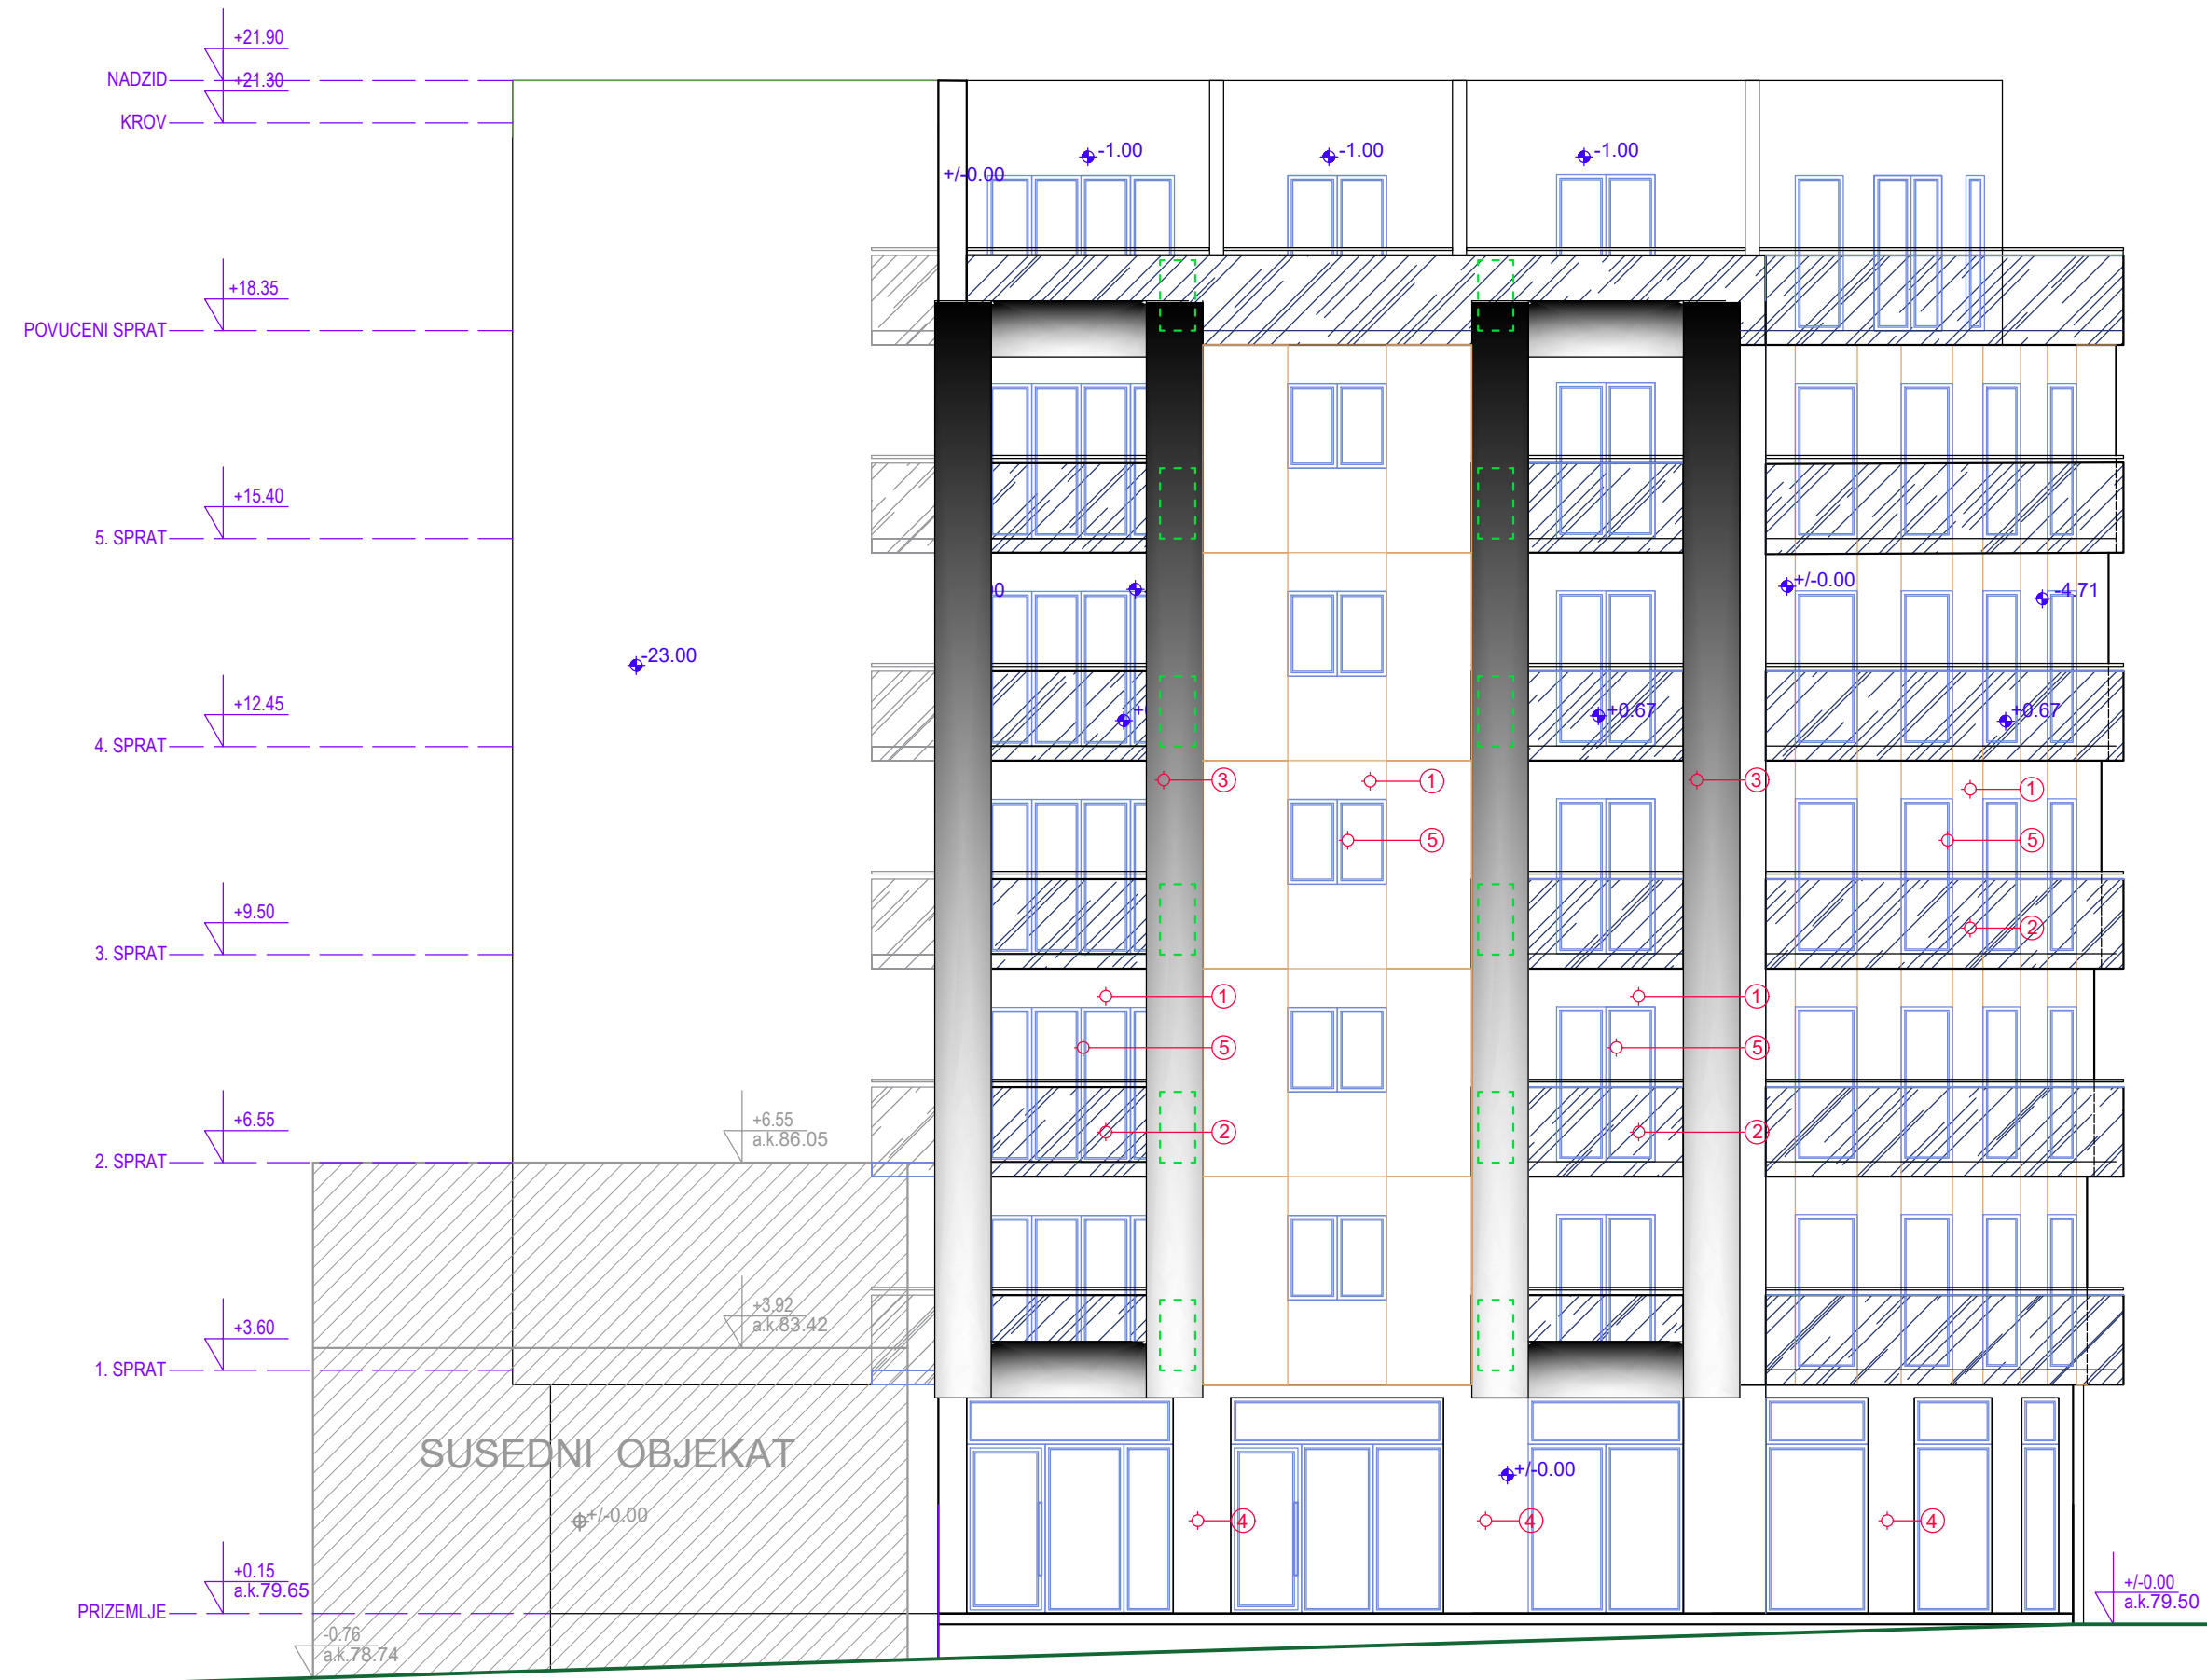 +21.90
NADZID
+21.30
KROV
-1.00
-1.00
-1.00
+/-0.00
+18.35
POVUCENI SPRAT
+15.40
5. SPRAT
+/-0.00
-4.71
-23.00
+12.45
+0.67
+0.67
4. SPRAT
3
1
3
1
5
5
+9.50
2
3. SPRAT
1
1
5
5
+6.55
+6.55
a.k.86.05
2
2
2. SPRAT
+3.92
a.k.83.42
+3.60
1. SPRAT
SUSEDNI OBJEKAT
+/-0.00
+/-0.00
4
4
4
+0.15
a.k.79.65
PRIZEMLJE
+/-0.00
a.k.79.50
-0.76
a.k.78.74